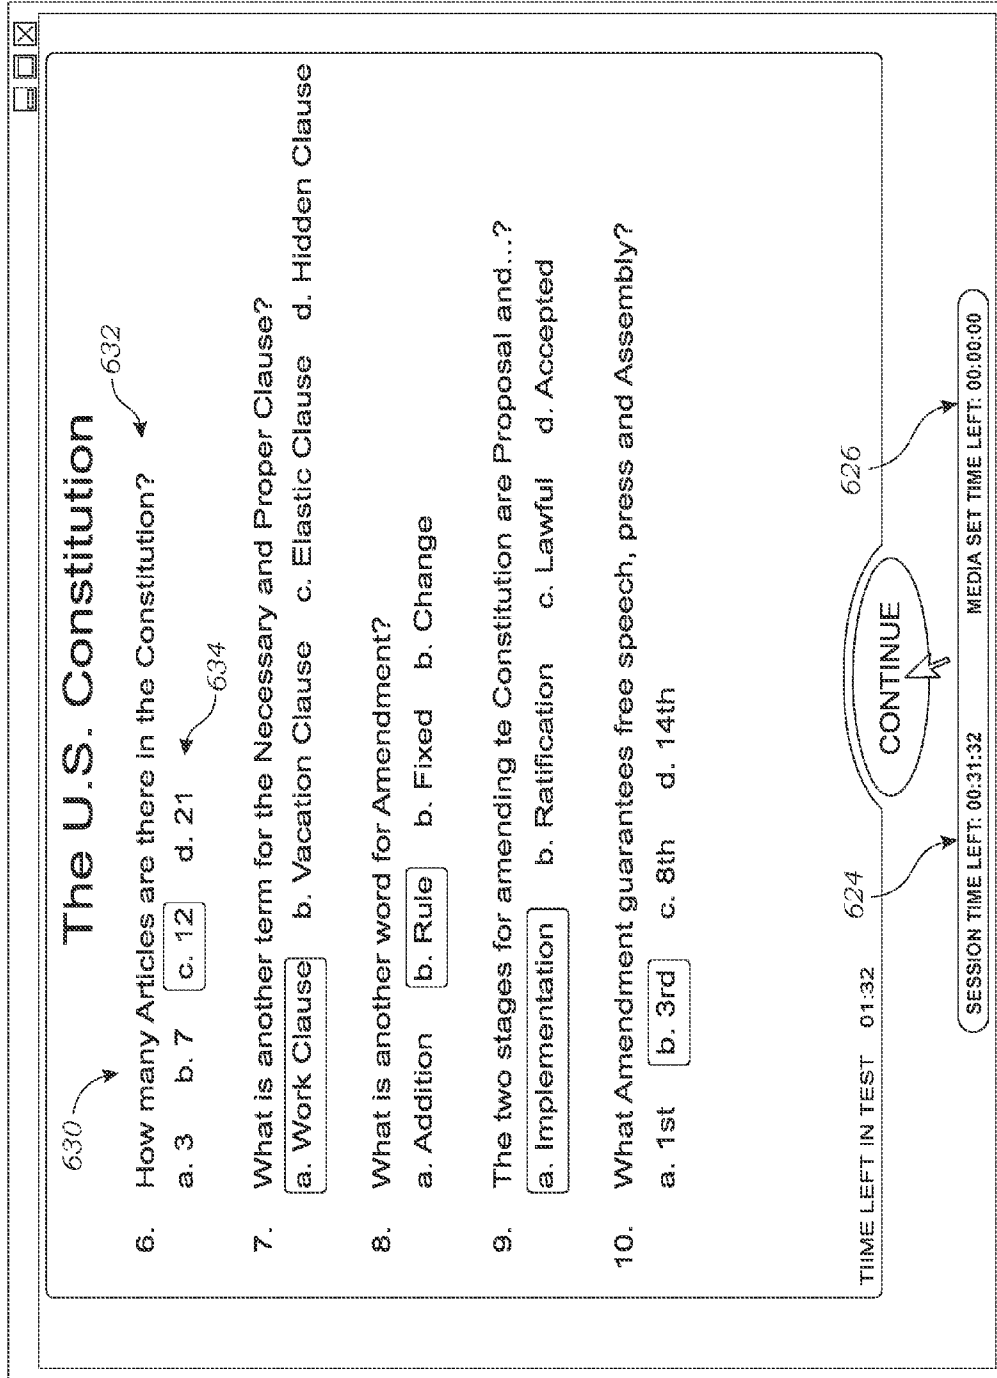 The U.S. Constitution
630
632
6. How many Articles are there in the Constitution?
a. 3 b. 7 c. 12 d. 21
634
7. What is another term for the Necessary and Proper Clause?
a. Work Clause b. Vacation Clause c. Elastic Clause d. Hidden Clause
8. What is another word for Amendment?
a. Addition b. Rule b. Fixed b. Change
9. The two stages for amending te Constitution are Proposal and...?
a. Implementation b. Ratification c. Lawful d. Accepted
10. What Amendment guarantees free speech, press and Assembly?
a. 1st b. 3rd c. 8th d. 14th
TIIME LEFT IN TEST 01:32
624
CONTINUE
626
SESSION TIME LEFT: 00:31:32 MEDIA SET TIME LEFT: 00:00:00